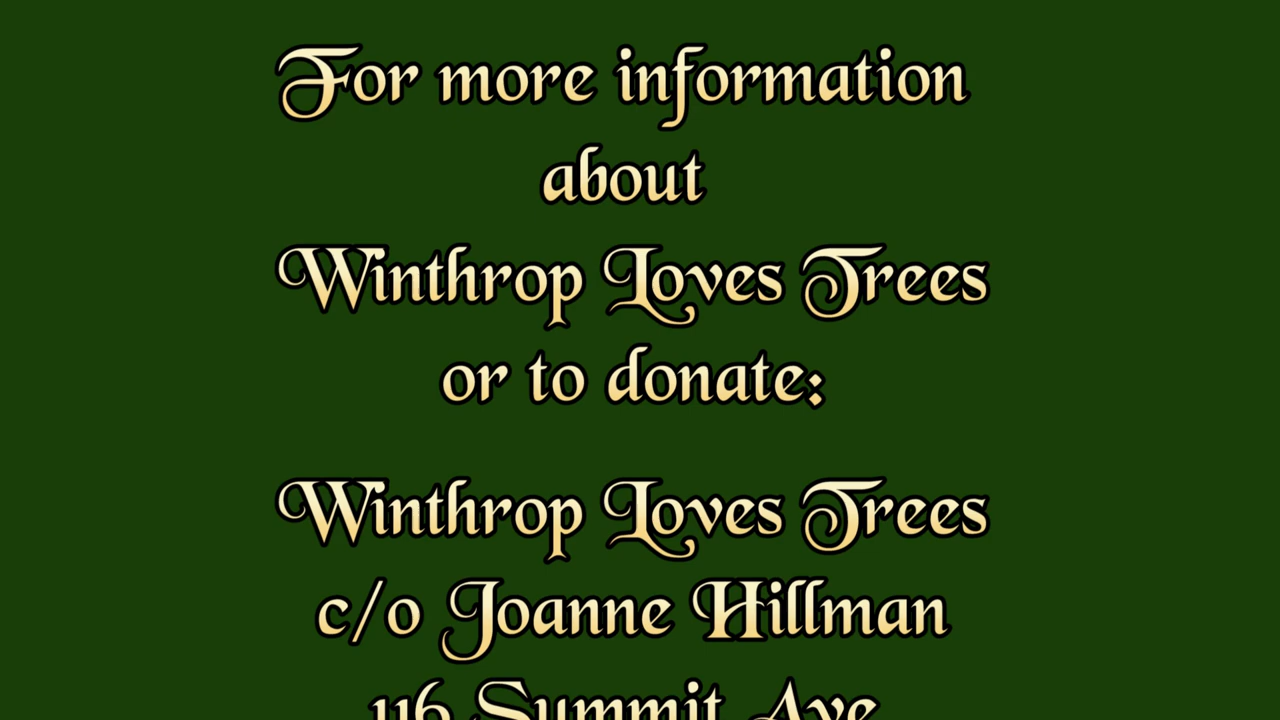 For more information
about
Winthrop Loves Trees
or to donate:
Winthrop Loves Trees
c/o Joanne Hillman
116 Summit Ave